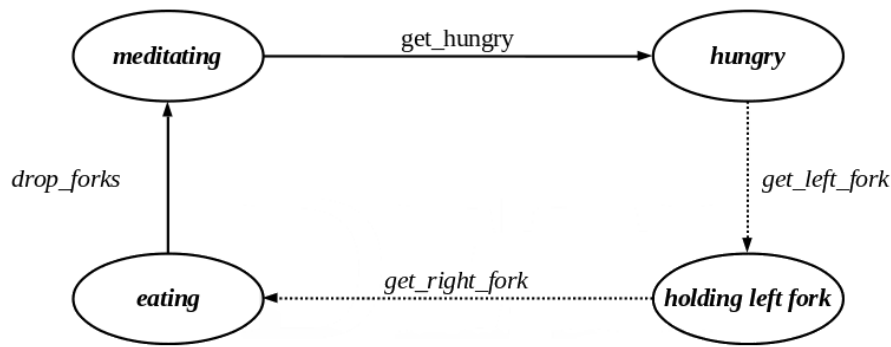 meditating
get_hungry
hungry
drop_forks
get_left_fork
eating
get_right_fork
holding left fork